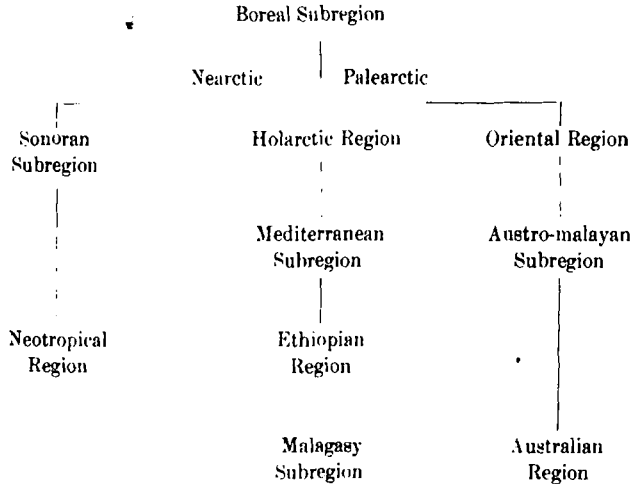 Boreal Subregion
Nearctic Palearctic
Sonoran Subregion
Holarctic Region
Oriental Region
Mediterranean Subregion
Austro-malayan Subregion
Neotropical Region
Ethiopian Region
Malagasy Subregion
Australian Region